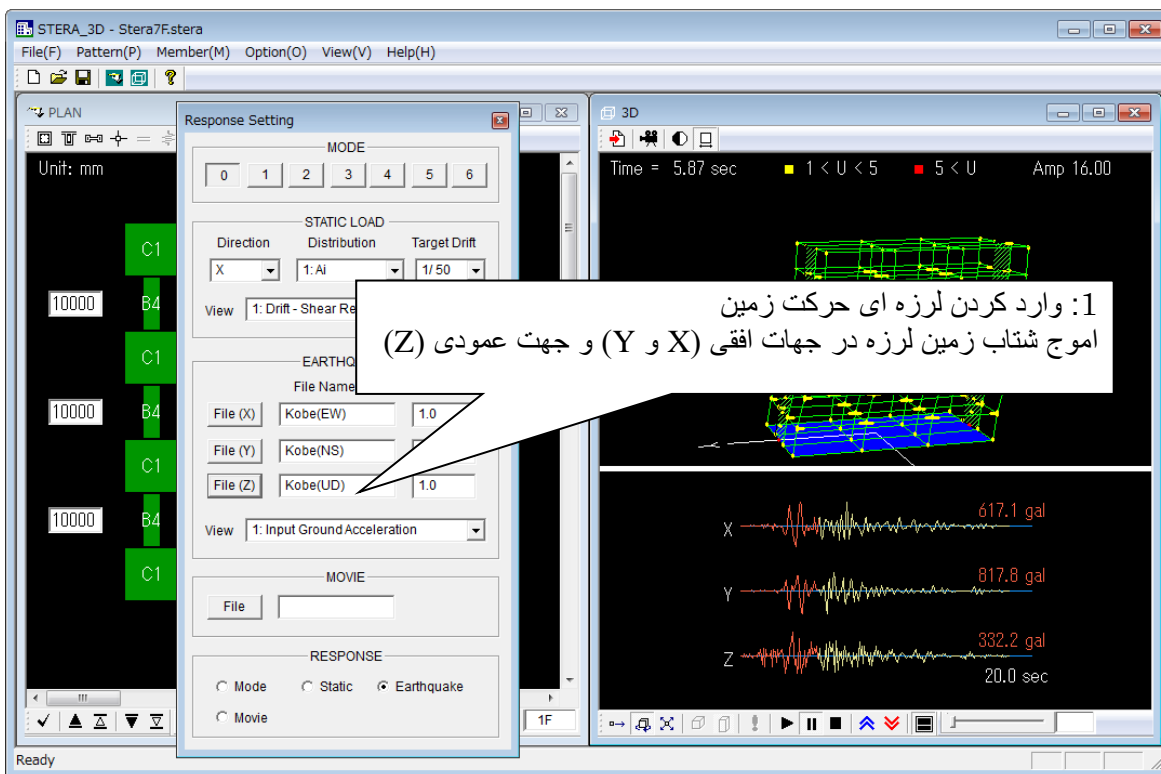 STERA_3D - Stera7F.stera
File(F) Pattern(P) Member(M) Option(O) View(V) Help(H)
PLAN
Unit: mm
C1
10000 B4
C1
10000 B4
C1
10000 B4
C1
1F
Response Setting
MODE
0 1 2 3 4 5 6
STATIC LOAD
Direction Distribution Target Drift
X 1: Ai 1/ 50
View 1: Drift - Shear Re
EARTHQ
File Name
File (X) Kobe(EW) 1.0
File (Y) Kobe(NS)
File (Z) Kobe(UD) 1.0
View 1: Input Ground Acceleration
MOVIE
File
RESPONSE
Mode Static Earthquake
Movie
1: وارد کردن لرزه ای حرکت زمین
اموج شتاب زمین لرزه در جهات افقی (X و Y) و جهت عمودی (Z)
3D
Time = 5.87 sec 1 < U < 5 5 < U Amp 16.00
617.1 gal
X
817.8 gal
Y
332.2 gal
Z
20.0 sec
Ready